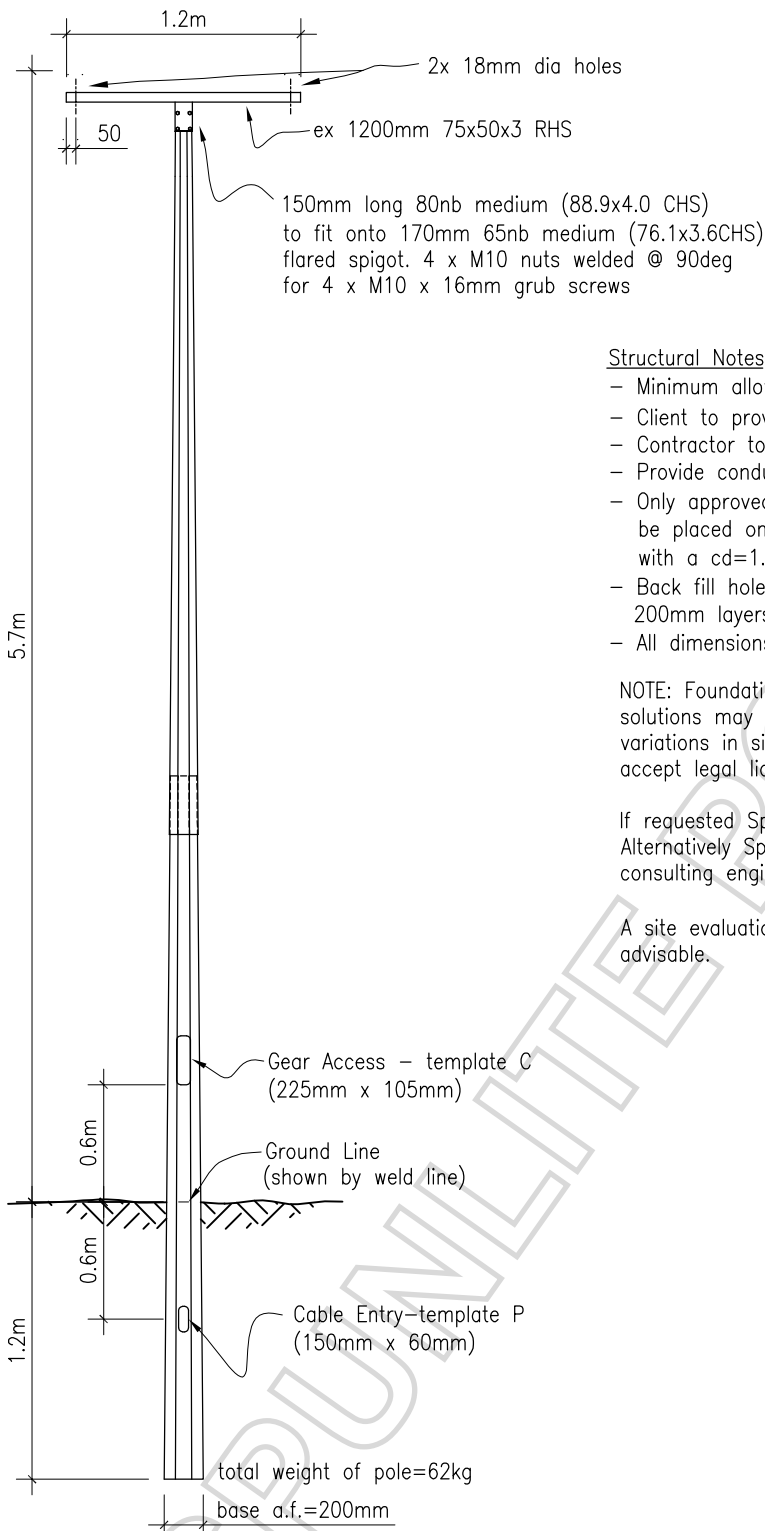 1.2m
2x 18mm dia holes
50
ex 1200mm 75x50x3 RHS
150mm long 80nb medium (88.9x4.0 CHS)
to fit onto 170mm 65nb medium (76.1x3.6CHS)
flared spigot. 4 x M10 nuts welded @ 90deg
for 4 x M10 x 16mm grub screws
Structural Notes
- Minimum allo
- Client to prov
- Contractor to
- Provide condu
- Only approved
be placed on
with a cd=1.
- Back fill hole
200mm layers
- All dimensions
5.7m
NOTE: Foundati
solutions may
variations in si
accept legal lia
If requested Sp
Alternatively Sp
consulting engi
A site evaluatio
advisable.
Gear Access - template C
(225mm x 105mm)
0.6m
Ground Line
(shown by weld line)
0.6m
Cable Entry-template P
(150mm x 60mm)
1.2m
total weight of pole=62kg
base a.f.=200mm
SPUNLITE